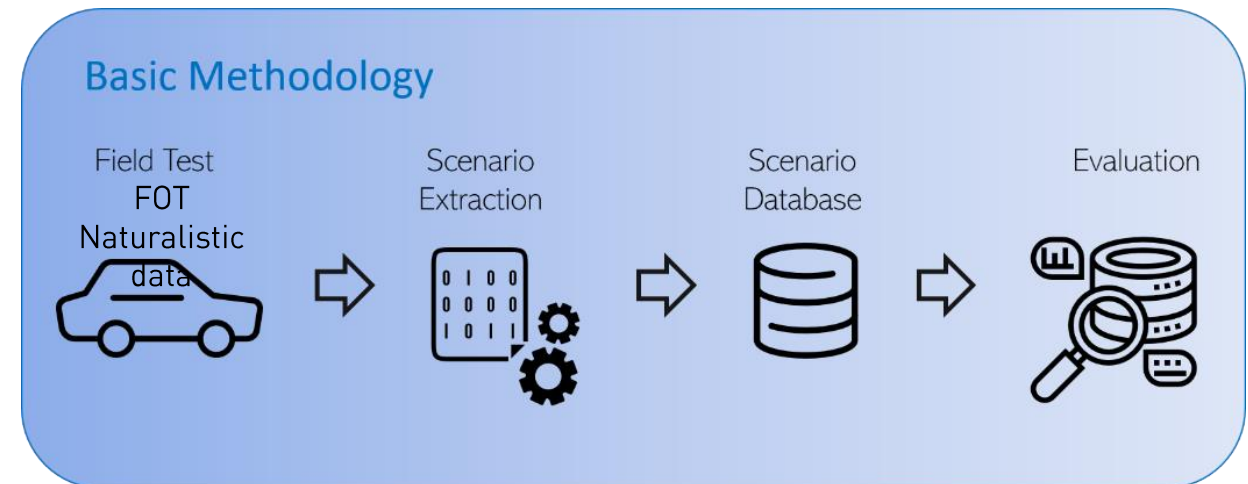 Basic Methodology
Field Test
FOT
Naturalistic
data
Scenario
Extraction
0 1 0 0
0 0 0 0
1 0 1 1
Scenario
Database
Evaluation